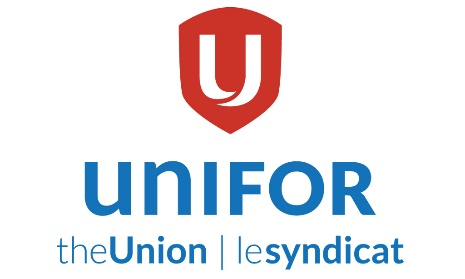 U
UNIFOR
theUnion | lesyndicat